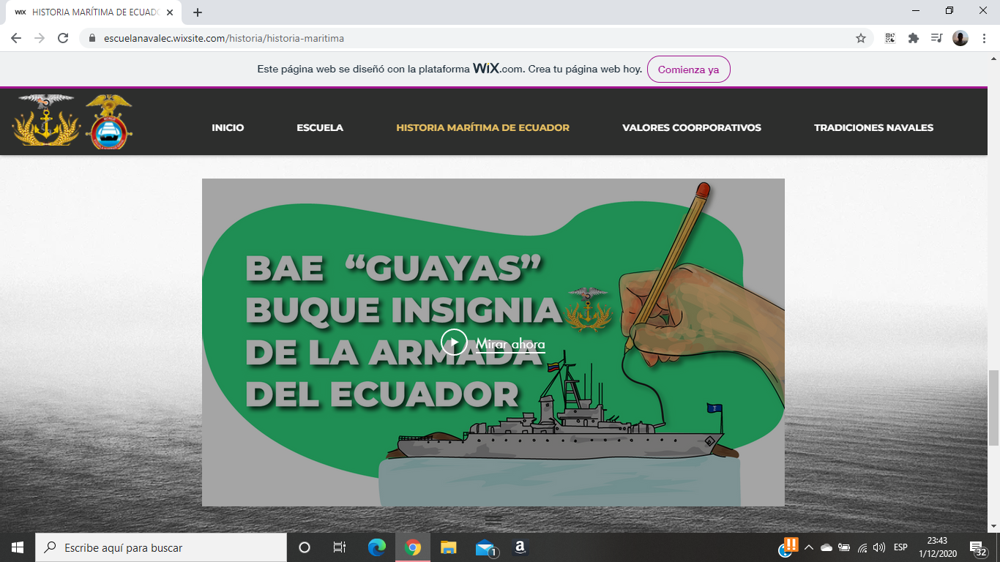 WiX HISTORIA MARÍTIMA DE ECUADO
escuelanavalec.wixsite.com/historia/historia-maritima
Este página web se diseñó con la plataforma WiX.com. Crea tu página web hoy. Comienza ya
INICIO ESCUELA HISTORIA MARÍTIMA DE ECUADOR VALORES COORPORATIVOS TRADICIONES NAVALES
BAE “GUAYAS”
BUQUE INSIGNIA
DE LA ARMADA
DEL ECUADOR
Mirar ahora
Escribe aquí para buscar
1
a
ESP
23:43
1/12/2020
32